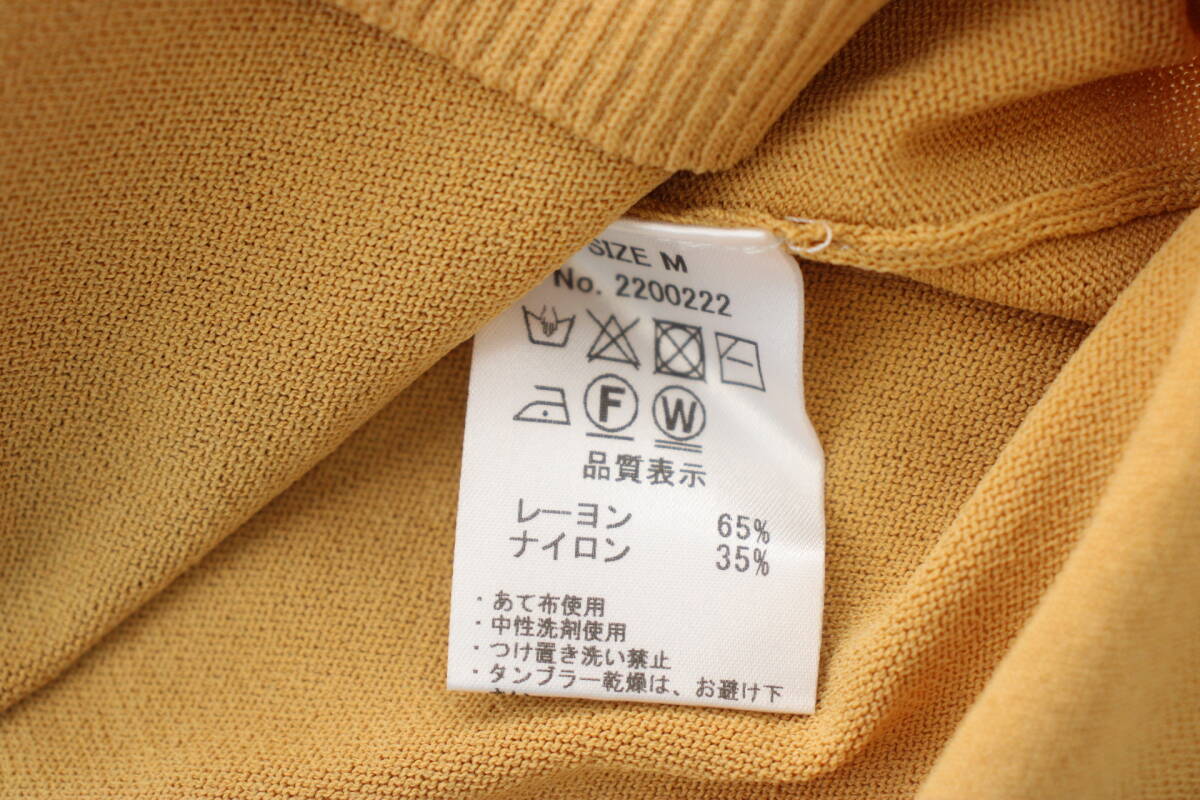 SIZE M
No. 2200222
F W
品質表示
レーヨン 65%
ナイロン 35%
・あて布使用
・中性洗剤使用
・つけ置き洗い禁止
・タンブラー乾燥は、お避け下